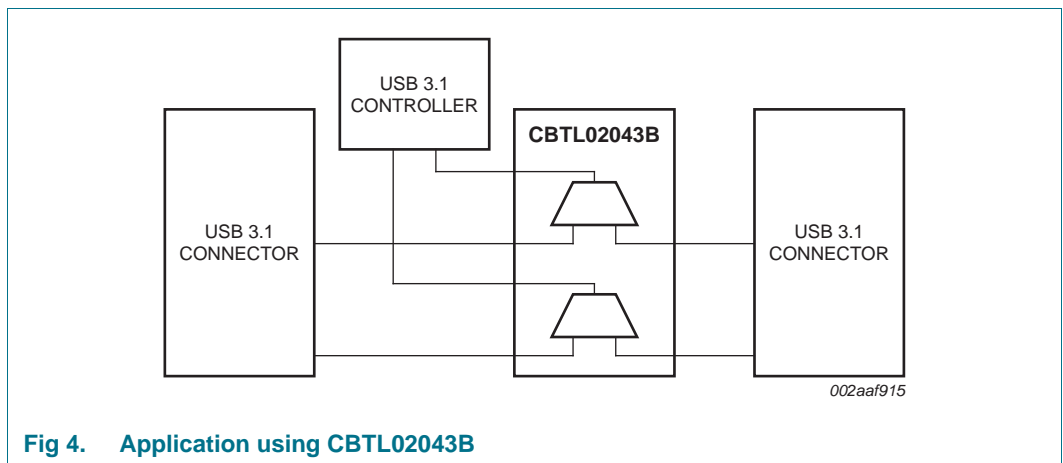 USB 3.1
CONTROLLER
CBTL02043B
USB 3.1
CONNECTOR
USB 3.1
CONNECTOR
002aaf915
Fig 4. Application using CBTL02043B